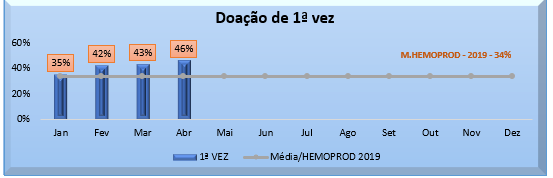 Doação de 1ª vez
60%
40%
20%
0%
35%
42%
43%
46%
M.HEMOPROD - 2019 - 34%
Jan Fev Mar Abr Mai Jun Jul Ago Set Out Nov Dez
1ª VEZ Média/HEMOPROD 2019